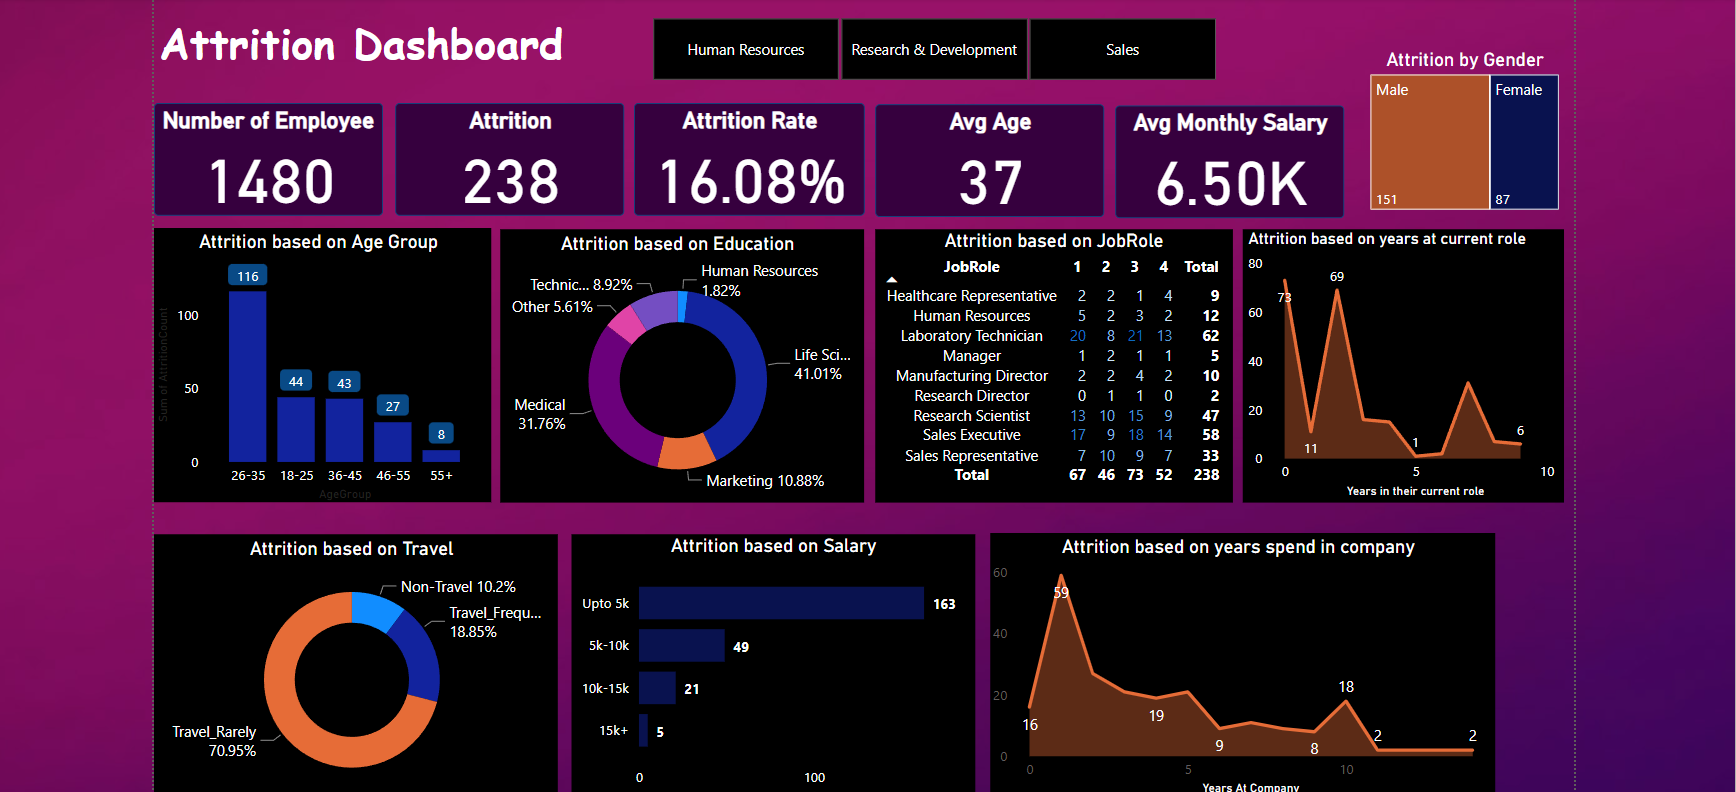 Attrition Dashboard
Human Resources
Research & Development
Sales
Attrition by Gender
Male
Female
151
87
Number of Employee
1480
Attrition
238
Attrition Rate
16.08%
Avg Age
37
Avg Monthly Salary
6.50K
Attrition based on Age Group
Sum of AttritionCount
100
50
0
116
44
43
27
8
26-35
18-25
36-45
46-55
55+
AgeGroup
Attrition based on Education
Human Resources
1.82%
Technic... 8.92%
Other 5.61%
Life Sci...
41.01%
Medical
31.76%
Marketing 10.88%
Attrition based on JobRole
JobRole 1 2 3 4 Total
Healthcare Representative 2 2 1 4 9
Human Resources 5 2 3 2 12
Laboratory Technician 20 8 21 13 62
Manager 1 2 1 1 5
Manufacturing Director 2 2 4 2 10
Research Director 0 1 1 0 2
Research Scientist 13 10 15 9 47
Sales Executive 17 9 18 14 58
Sales Representative 7 10 9 7 33
Total 67 46 73 52 238
Attrition based on years at current role
80
60
40
20
0
73
11
69
1
6
0
5
10
Years in their current role
Attrition based on Travel
Non-Travel 10.2%
Travel_Frequ...
18.85%
Travel_Rarely
70.95%
Attrition based on Salary
Upto 5k 163
5k-10k 49
10k-15k 21
15k+ 5
0
100
Attrition based on years spend in company
60
40
20
0
16
59
19
9
8
18
2
2
0
5
10
Years At Company